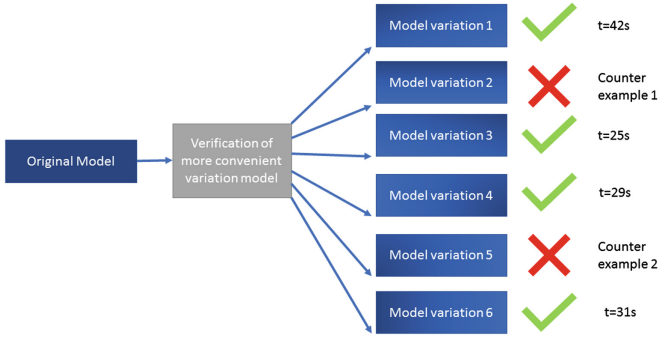 Original Model
Verification of
more convenient
variation model
Model variation 1
t=42s
Model variation 2
Counter
example 1
Model variation 3
t=25s
Model variation 4
t=29s
Model variation 5
Counter
example 2
Model variation 6
t=31s